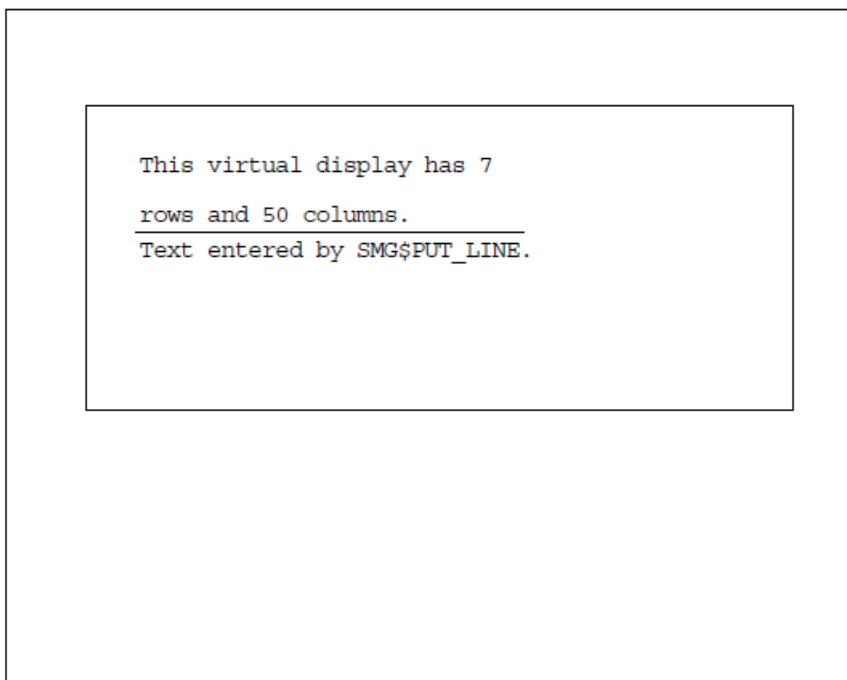 This virtual display has 7
rows and 50 columns.
Text entered by SMG$PUT_LINE.